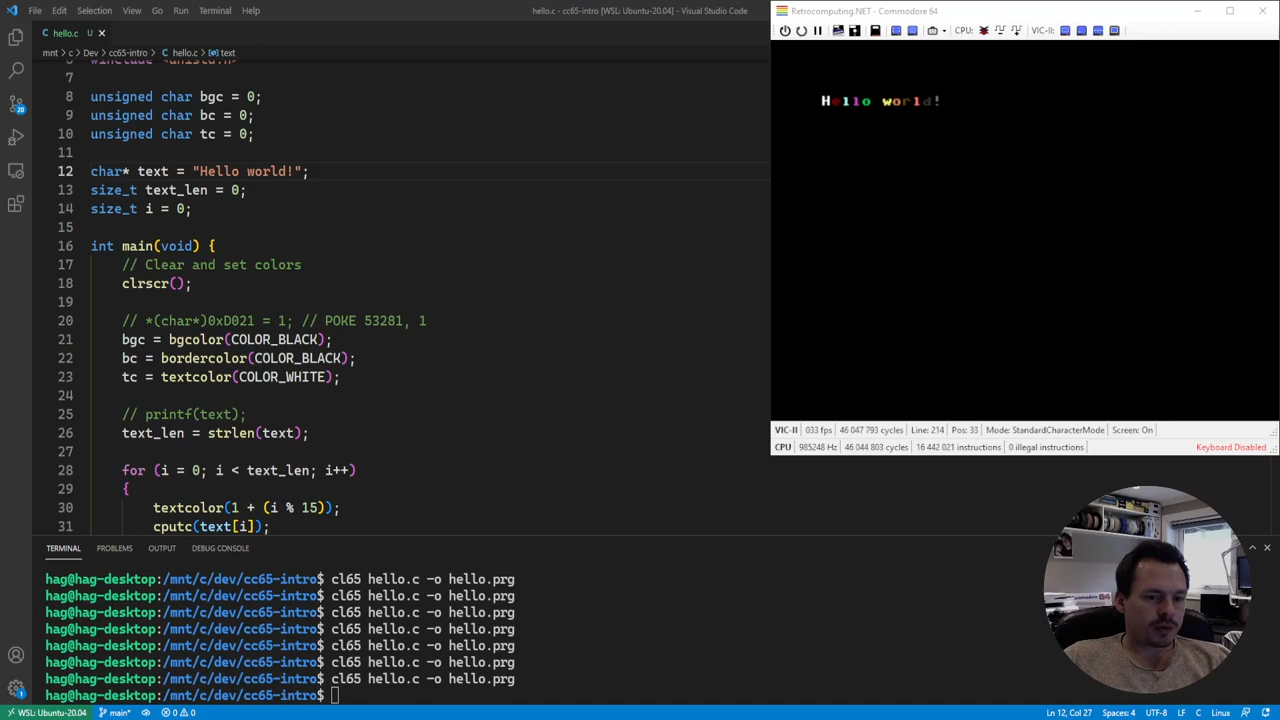 File Edit Selection View Go Run Terminal Help
hello.c - cc65-intro [WSL: Ubuntu-20.04] - Visual Studio Code
hello.c U ×
mnt > c > Dev > cc65-intro > hello.c > text
6 #include <unistd.h>
7
8 unsigned char bgc = 0;
9 unsigned char bc = 0;
10 unsigned char tc = 0;
11
12 char* text = "Hello world!";
13 size_t text_len = 0;
14 size_t i = 0;
15
16 int main(void) {
17 // Clear and set colors
18 clrscr();
19
20 // *(char*)0xD021 = 1; // POKE 53281, 1
21 bgc = bgcolor(COLOR_BLACK);
22 bc = bordercolor(COLOR_BLACK);
23 tc = textcolor(COLOR_WHITE);
24
25 // printf(text);
26 text_len = strlen(text);
27
28 for (i = 0; i < text_len; i++)
29 {
30 textcolor(1 + (i % 15));
31 cputc(text[i]);
Retrocomputing.NET - Commodore 64
CPU: VIC-II:
Hello world!
VIC-II 033 fps 46 047 793 cycles Line: 214 Pos: 33 Mode: StandardCharacterMode Screen: On
CPU 985248 Hz 46 044 803 cycles 16 442 021 instructions 0 illegal instructions Keyboard Disabled
TERMINAL PROBLEMS OUTPUT DEBUG CONSOLE
hag@hag-desktop:/mnt/c/dev/cc65-intro$ cl65 hello.c -o hello.prg
hag@hag-desktop:/mnt/c/dev/cc65-intro$ cl65 hello.c -o hello.prg
hag@hag-desktop:/mnt/c/dev/cc65-intro$ cl65 hello.c -o hello.prg
hag@hag-desktop:/mnt/c/dev/cc65-intro$ cl65 hello.c -o hello.prg
hag@hag-desktop:/mnt/c/dev/cc65-intro$ cl65 hello.c -o hello.prg
hag@hag-desktop:/mnt/c/dev/cc65-intro$ cl65 hello.c -o hello.prg
hag@hag-desktop:/mnt/c/dev/cc65-intro$ cl65 hello.c -o hello.prg
hag@hag-desktop:/mnt/c/dev/cc65-intro$
20
1
WSL: Ubuntu-20.04 main* 0 0 Ln 12, Col 27 Spaces: 4 UTF-8 LF C Linux